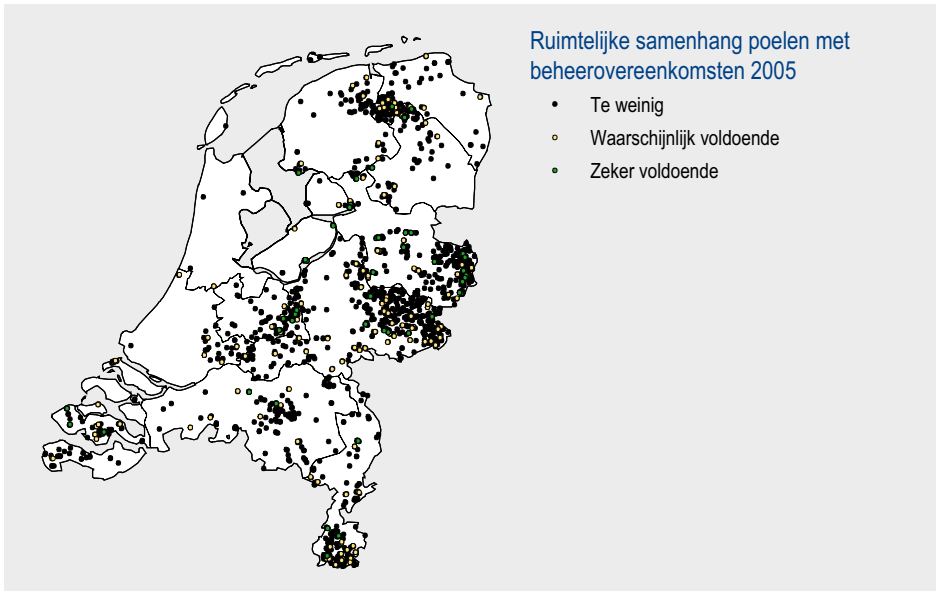 Ruimtelijke samenhang poelen met
beheerovereenkomsten 2005
Te weinig
Waarschijnlijk voldoende
Zeker voldoende